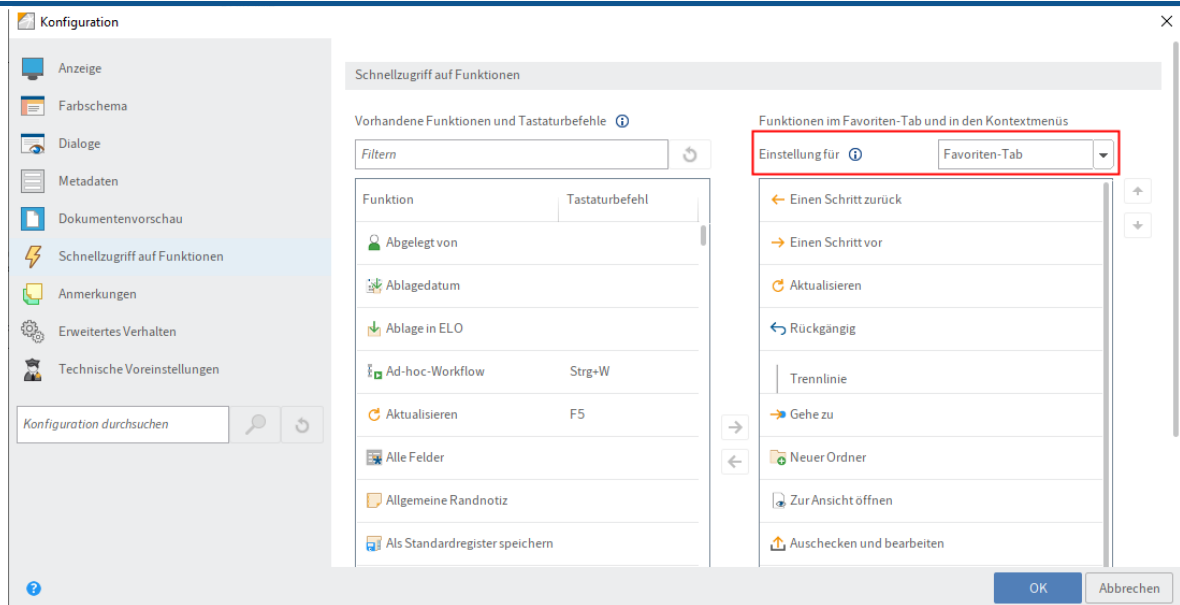 Konfiguration
Anzeige
Farbschema
Dialoge
Metadaten
Dokumentenvorschau
Schnellzugriff auf Funktionen
Anmerkungen
Erweitertes Verhalten
Technische Voreinstellungen
Konfiguration durchsuchen
Schnellzugriff auf Funktionen
Vorhandene Funktionen und Tastaturbefehle
Filtern
Funktion Tastaturbefehl
Abgelegt von
Ablagedatum
Ablage in ELO
Ad-hoc-Workflow Strg+W
Aktualisieren F5
Alle Felder
Allgemeine Randnotiz
Als Standardregister speichern
Funktionen im Favoriten-Tab und in den Kontextmenüs
Einstellung für Favoriten-Tab
Einen Schritt zurück
Einen Schritt vor
Aktualisieren
Rückgängig
Trennlinie
Gehe zu
Neuer Ordner
Zur Ansicht öffnen
Auschecken und bearbeiten
OK Abbrechen